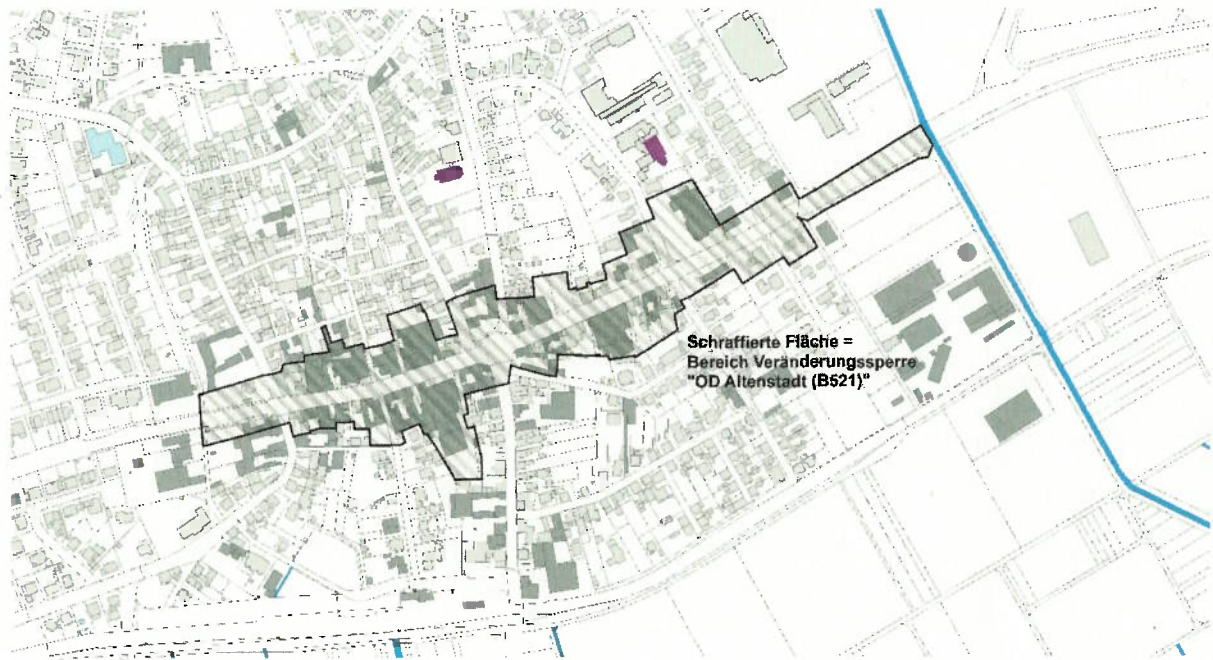 Schraffierte Fläche =
Bereich Veränderungssperre
"OD Altenstadt (B521)"